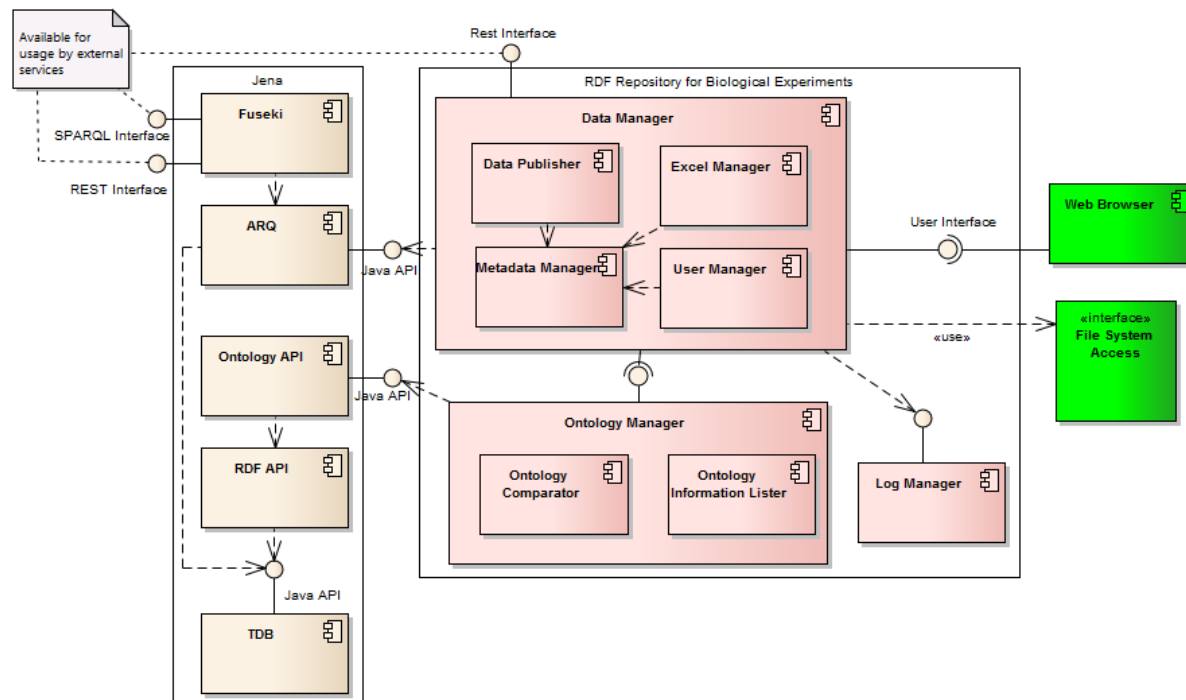 Available for
usage by external
services
Rest Interface
Jena
RDF Repository for Biological Experiments
Fuseki
SPARQL Interface
REST Interface
ARQ
Java API
Ontology API
Java API
RDF API
Java API
TDB
Data Manager
Data Publisher
Excel Manager
Metadata Manager
User Manager
User Interface
Web Browser
«use»
«interface»
File System
Access
Ontology Manager
Ontology
Comparator
Ontology
Information Lister
Log Manager